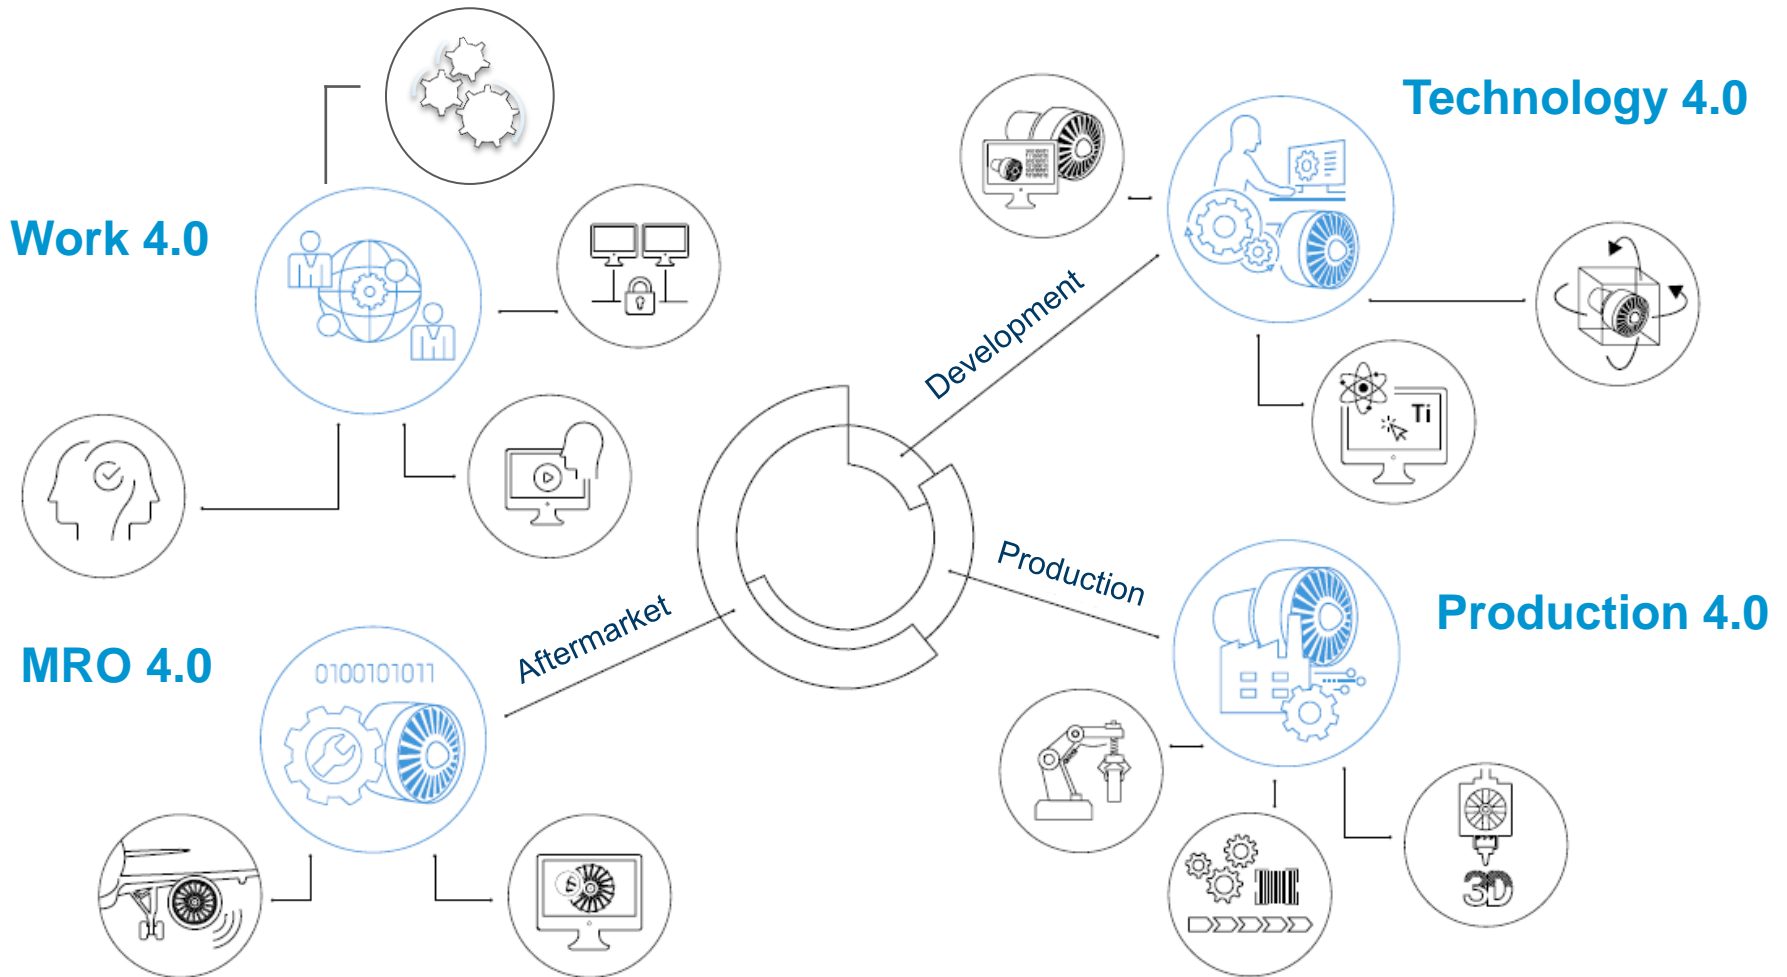 Technology 4.0
Work 4.0
Development
Ti
Production
Aftermarket
Production 4.0
MRO 4.0
0100101011
3D